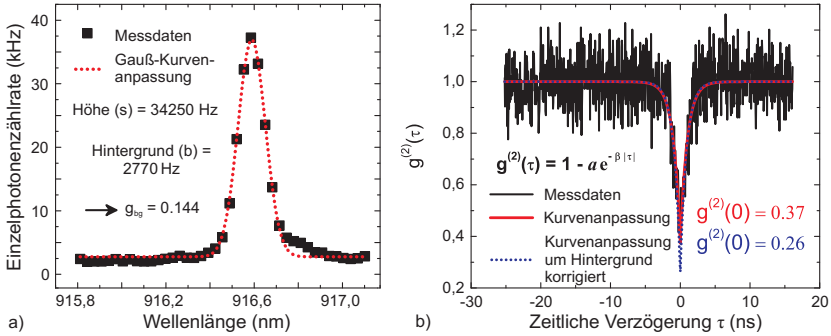 Einzelphotonenzählrate (kHz)
40
35
30
25
20
15
10
5
0
Messdaten
Gauß-Kurven-
anpassung
Höhe (s) = 34250 Hz
Hintergrund (b) =
2770 Hz
g_bg = 0.144
915,8 916,2 916,6 917,0
Wellenlänge (nm)
a)
g⁽²⁾(τ)
1,2
1,0
0,8
0,6
0,4
0,2
g⁽²⁾(τ) = 1 - a e^-β|τ|
Messdaten
Kurvenanpassung
Kurvenanpassung
um Hintergrund
korrigiert
g⁽²⁾(0) = 0.37
g⁽²⁾(0) = 0.26
-30 -20 -10 0 10 20
Zeitliche Verzögerung τ (ns)
b)